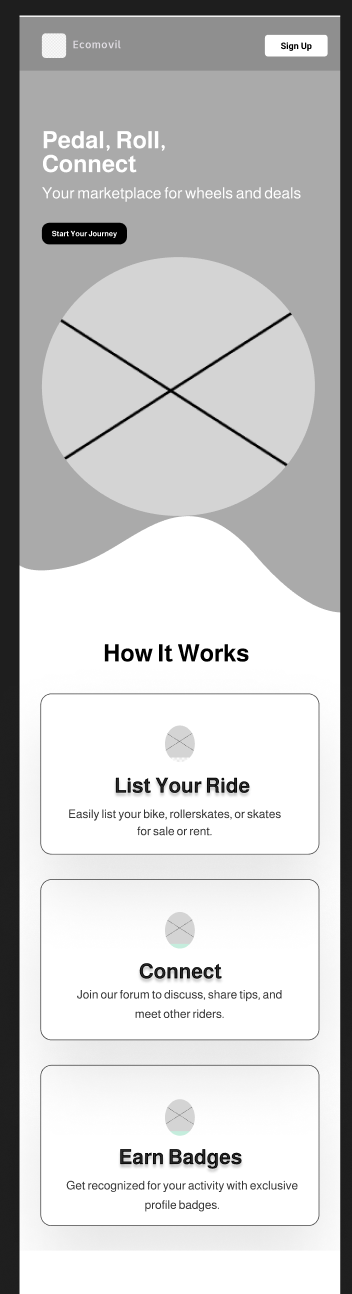 Ecomovil
Sign Up
Pedal, Roll,
Connect
Your marketplace for wheels and deals
Start Your Journey
How It Works
List Your Ride
Easily list your bike, rollerskates, or skates
for sale or rent.
Connect
Join our forum to discuss, share tips, and
meet other riders.
Earn Badges
Get recognized for your activity with exclusive
profile badges.